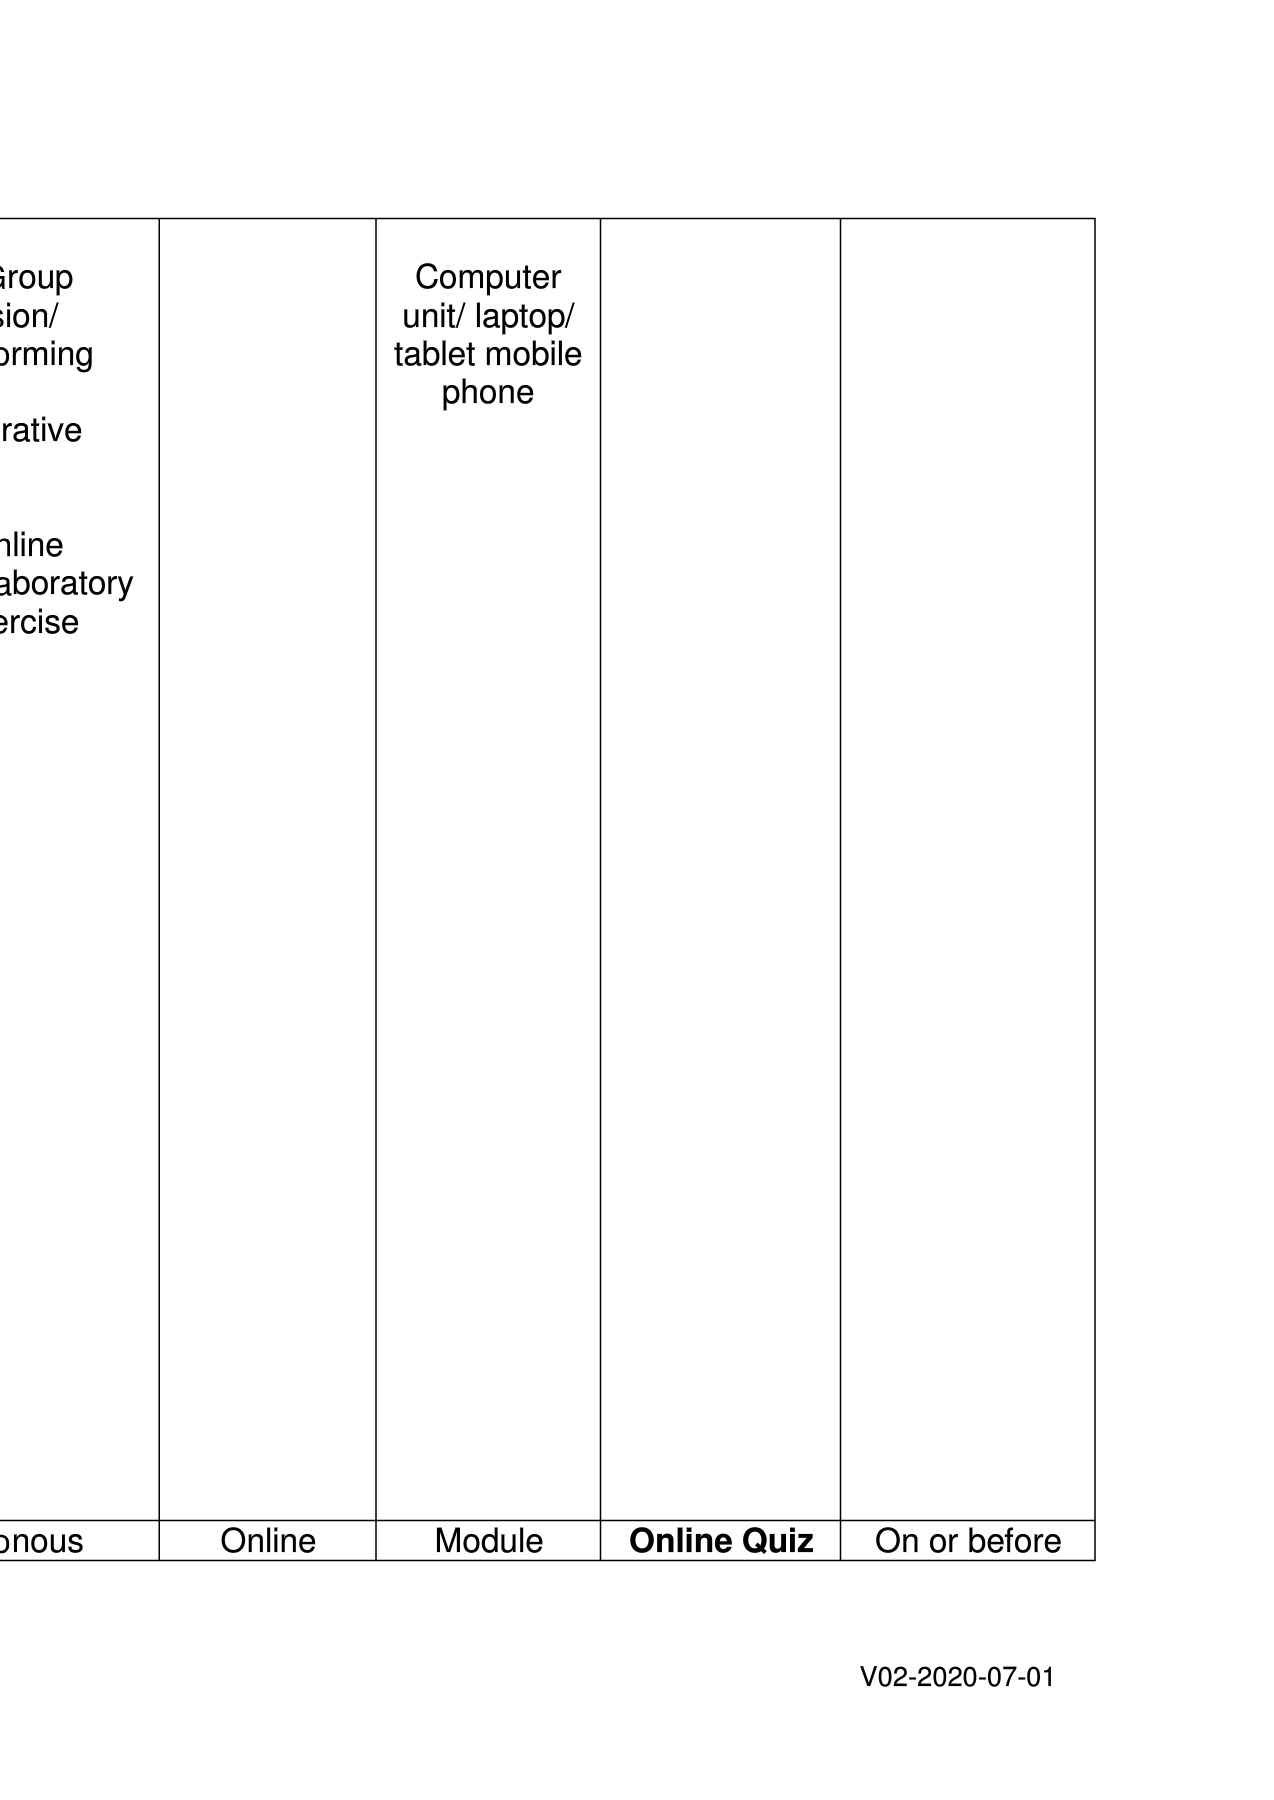 Group
Computer
sion/
unit/ laptop/
orming
tablet mobile
phone
rative
nline
aboratory
ercise
onous
Online
Module
Online Quiz
On or before
V02-2020-07-01